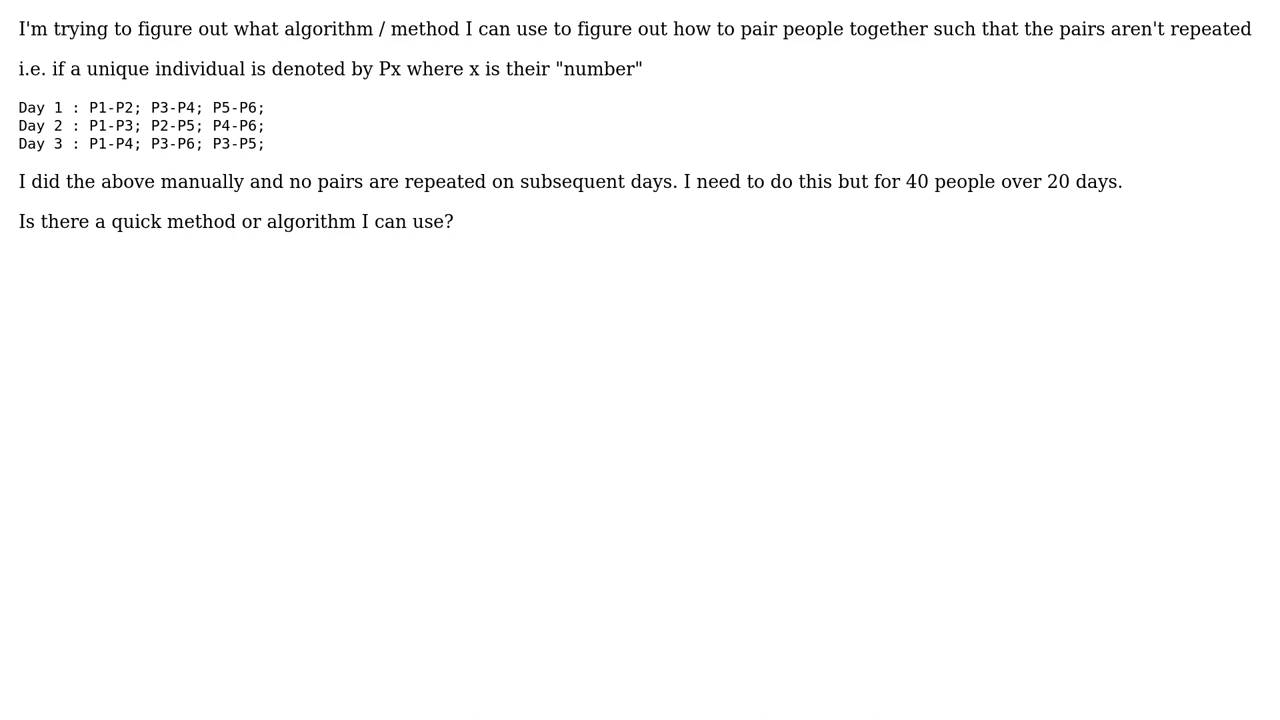 I'm trying to figure out what algorithm / method I can use to figure out how to pair people together such that the pairs aren't repeated
i.e. if a unique individual is denoted by Px where x is their "number"
Day 1 : P1-P2; P3-P4; P5-P6;
Day 2 : P1-P3; P2-P5; P4-P6;
Day 3 : P1-P4; P3-P6; P3-P5;
I did the above manually and no pairs are repeated on subsequent days. I need to do this but for 40 people over 20 days.
Is there a quick method or algorithm I can use?